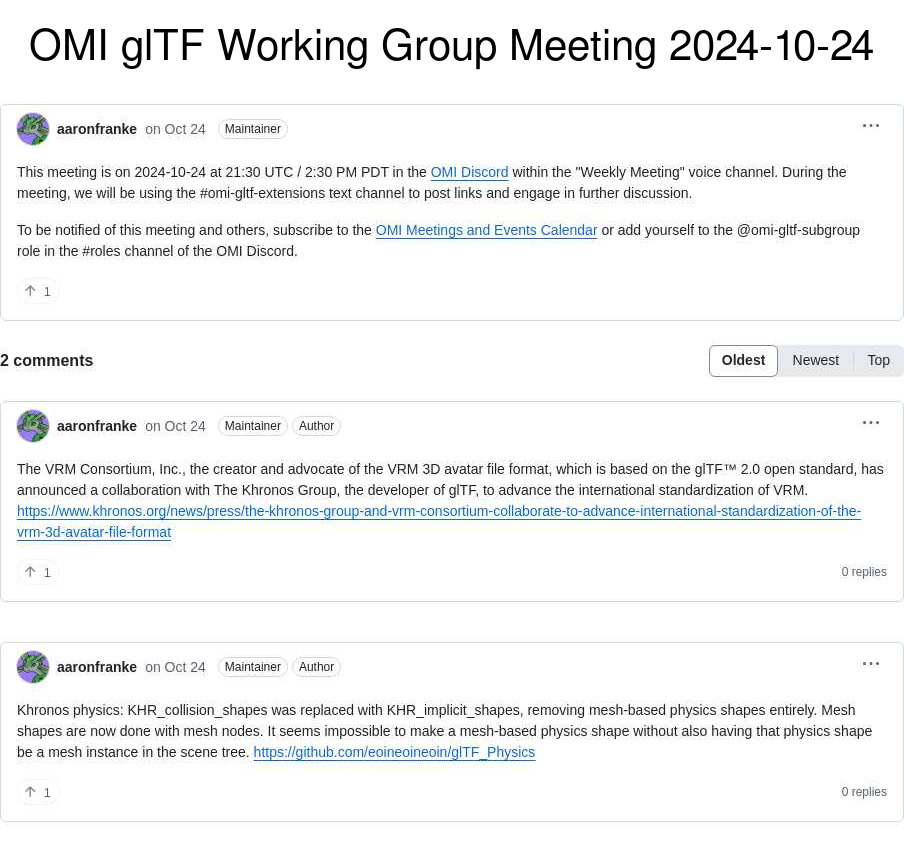 OMI glTF Working Group Meeting 2024-10-24
aaronfranke on Oct 24 Maintainer
This meeting is on 2024-10-24 at 21:30 UTC / 2:30 PM PDT in the OMI Discord within the "Weekly Meeting" voice channel. During the
meeting, we will be using the #omi-gltf-extensions text channel to post links and engage in further discussion.
To be notified of this meeting and others, subscribe to the OMI Meetings and Events Calendar or add yourself to the @omi-gltf-subgroup
role in the #roles channel of the OMI Discord.
↑ 1
2 comments
Oldest Newest Top
aaronfranke on Oct 24 Maintainer Author
The VRM Consortium, Inc., the creator and advocate of the VRM 3D avatar file format, which is based on the glTF™ 2.0 open standard, has
announced a collaboration with The Khronos Group, the developer of glTF, to advance the international standardization of VRM.
https://www.khronos.org/news/press/the-khronos-group-and-vrm-consortium-collaborate-to-advance-international-standardization-of-the-
vrm-3d-avatar-file-format
↑ 1 0 replies
aaronfranke on Oct 24 Maintainer Author
Khronos physics: KHR_collision_shapes was replaced with KHR_implicit_shapes, removing mesh-based physics shapes entirely. Mesh
shapes are now done with mesh nodes. It seems impossible to make a mesh-based physics shape without also having that physics shape
be a mesh instance in the scene tree. https://github.com/eoineoineoin/glTF_Physics
↑ 1 0 replies